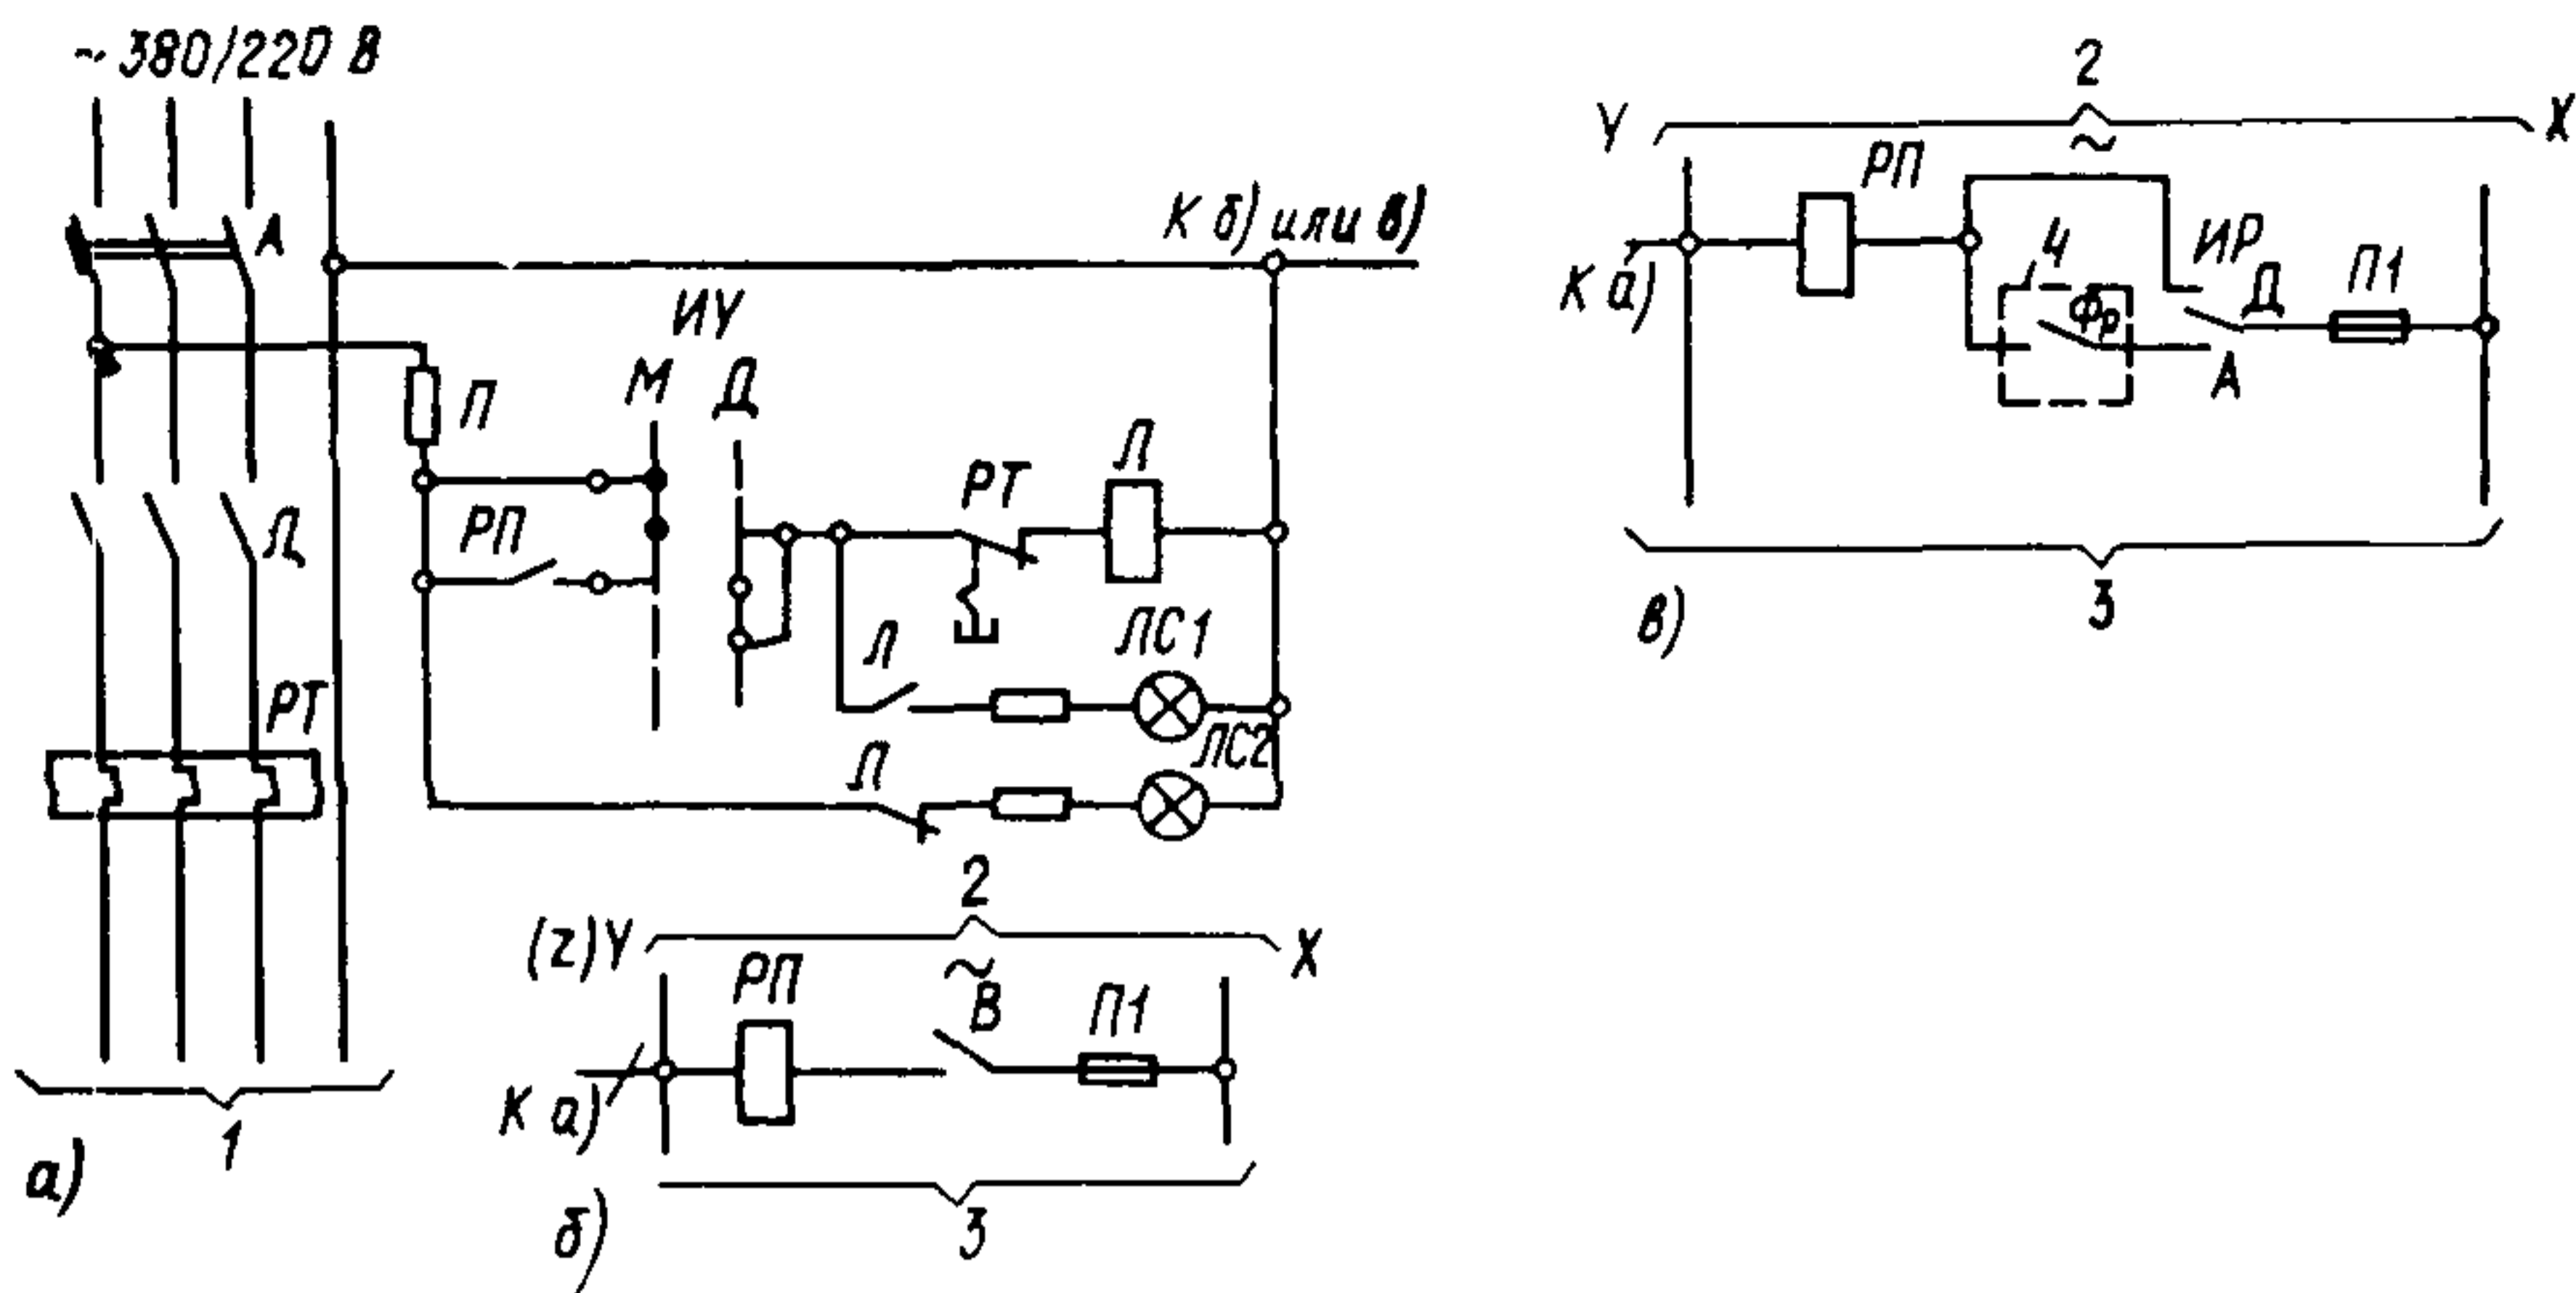 ~ 380/220 В
А
К б) или в)
ИУ
М Д
П
РП
РТ
Л
Л
Л
ЛС1
Л
ЛС2
РТ
1
а)
2
(г) Y
X
~
РП
В
П1
К а)
3
б)
2
Y
X
~
РП
4
Фр
ИР
Д
П1
А
К а)
3
в)